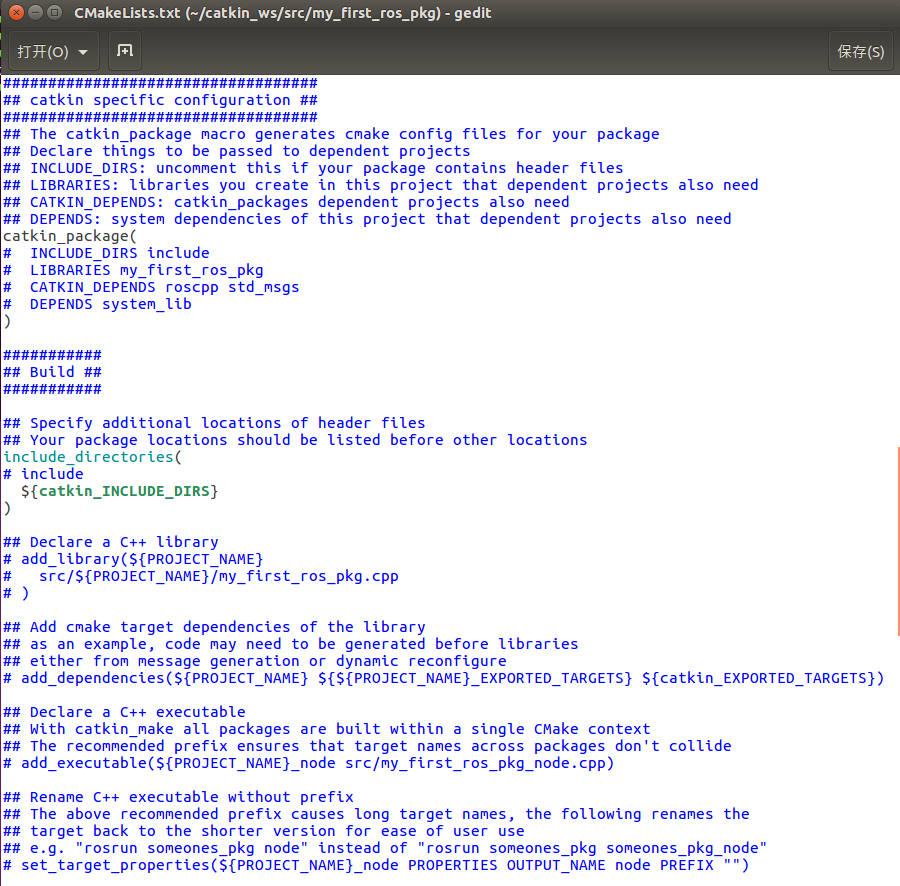 CMakeLists.txt (~/catkin_ws/src/my_first_ros_pkg) - gedit
打开(O)
保存(S)
###################################
## catkin specific configuration ##
###################################
## The catkin_package macro generates cmake config files for your package
## Declare things to be passed to dependent projects
## INCLUDE_DIRS: uncomment this if your package contains header files
## LIBRARIES: libraries you create in this project that dependent projects also need
## CATKIN_DEPENDS: catkin_packages dependent projects also need
## DEPENDS: system dependencies of this project that dependent projects also need
catkin_package(
#  INCLUDE_DIRS include
#  LIBRARIES my_first_ros_pkg
#  CATKIN_DEPENDS roscpp std_msgs
#  DEPENDS system_lib
)
###########
## Build ##
###########
## Specify additional locations of header files
## Your package locations should be listed before other locations
include_directories(
# include
  ${catkin_INCLUDE_DIRS}
)
## Declare a C++ library
# add_library(${PROJECT_NAME}
#   src/${PROJECT_NAME}/my_first_ros_pkg.cpp
# )
## Add cmake target dependencies of the library
## as an example, code may need to be generated before libraries
## either from message generation or dynamic reconfigure
# add_dependencies(${PROJECT_NAME} ${${PROJECT_NAME}_EXPORTED_TARGETS} ${catkin_EXPORTED_TARGETS})
## Declare a C++ executable
## With catkin_make all packages are built within a single CMake context
## The recommended prefix ensures that target names across packages don't collide
# add_executable(${PROJECT_NAME}_node src/my_first_ros_pkg_node.cpp)
## Rename C++ executable without prefix
## The above recommended prefix causes long target names, the following renames the
## target back to the shorter version for ease of user use
## e.g. "rosrun someones_pkg node" instead of "rosrun someones_pkg someones_pkg_node"
# set_target_properties(${PROJECT_NAME}_node PROPERTIES OUTPUT_NAME node PREFIX "")